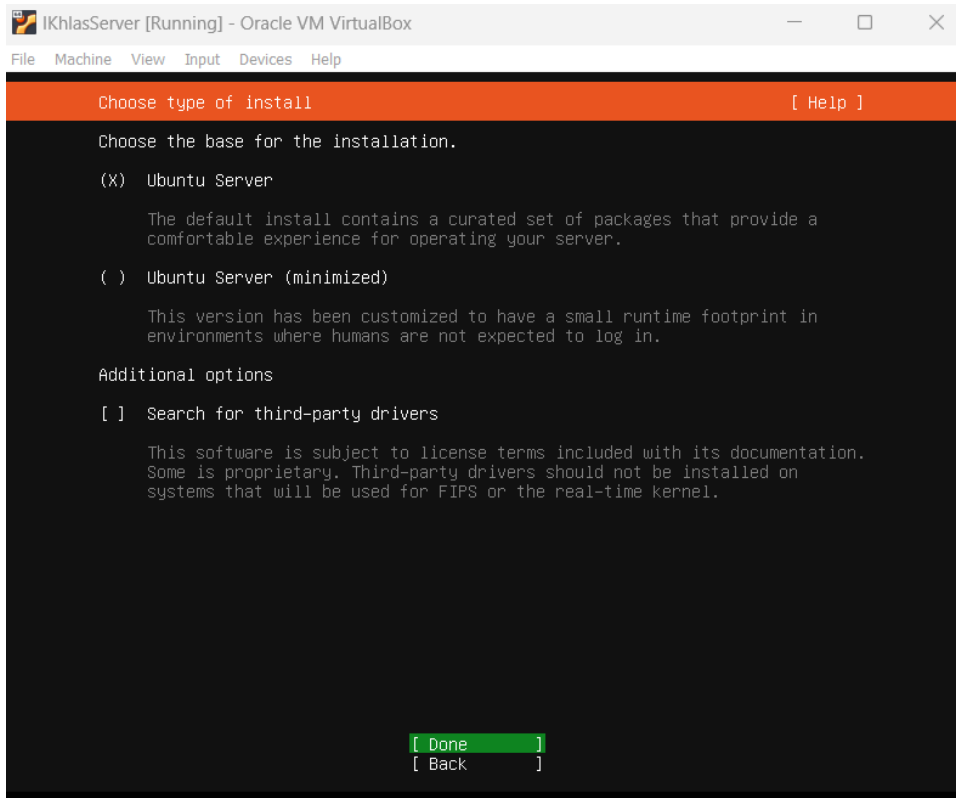 IKhlasServer [Running] - Oracle VM VirtualBox
File Machine View Input Devices Help
Choose type of install [ Help ]
Choose the base for the installation.
(X) Ubuntu Server
The default install contains a curated set of packages that provide a
comfortable experience for operating your server.
( ) Ubuntu Server (minimized)
This version has been customized to have a small runtime footprint in
environments where humans are not expected to log in.
Additional options
[ ] Search for third-party drivers
This software is subject to license terms included with its documentation.
Some is proprietary. Third-party drivers should not be installed on
systems that will be used for FIPS or the real-time kernel.
[ Done ]
[ Back ]